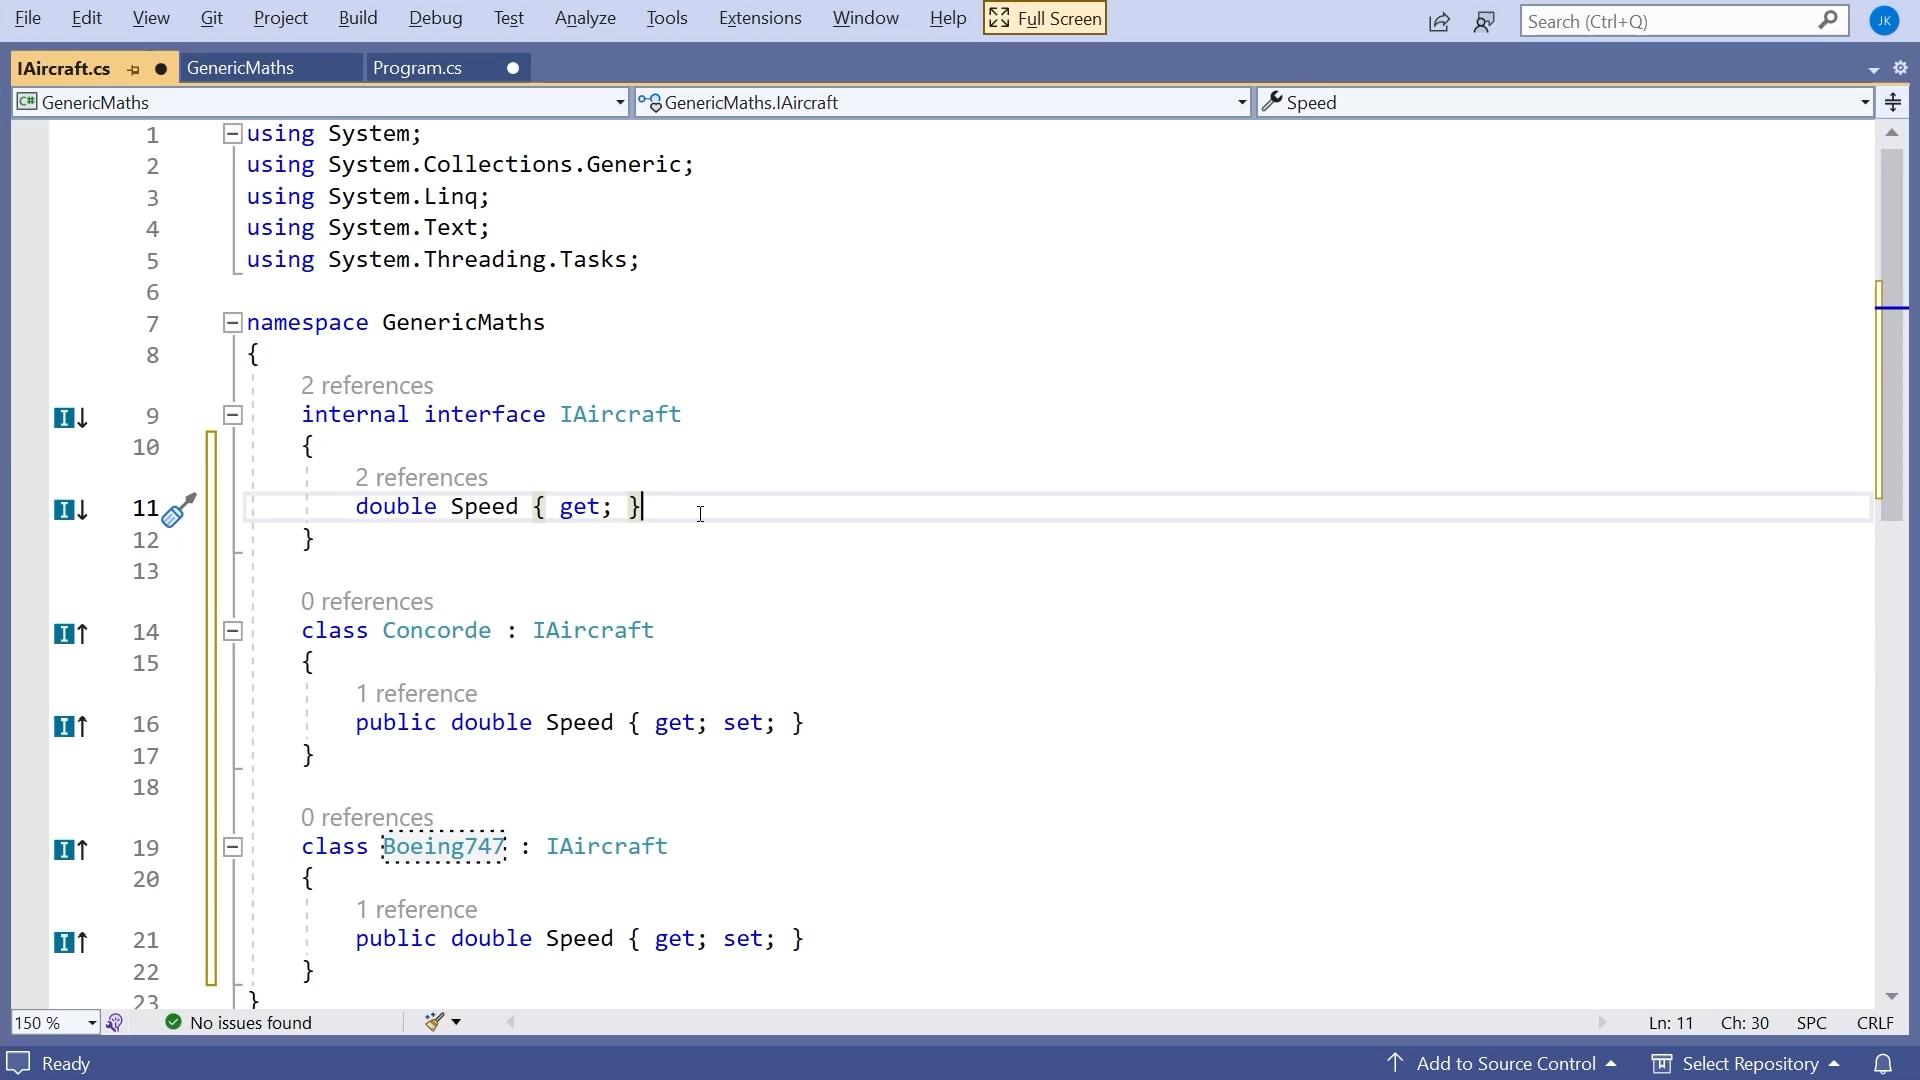 File Edit View Git Project Build Debug Test Analyze Tools Extensions Window Help Full Screen Search (Ctrl+Q) JK
IAircraft.cs GenericMaths Program.cs
C# GenericMaths GenericMaths.IAircraft Speed
1 using System;
2 using System.Collections.Generic;
3 using System.Linq;
4 using System.Text;
5 using System.Threading.Tasks;
6
7 namespace GenericMaths
8 {
2 references
9 internal interface IAircraft
10 {
2 references
11 double Speed { get; }
12 }
13
0 references
14 class Concorde : IAircraft
15 {
1 reference
16 public double Speed { get; set; }
17 }
18
0 references
19 class Boeing747 : IAircraft
20 {
1 reference
21 public double Speed { get; set; }
22 }
23 }
150 % No issues found Ln: 11 Ch: 30 SPC CRLF
Ready Add to Source Control Select Repository